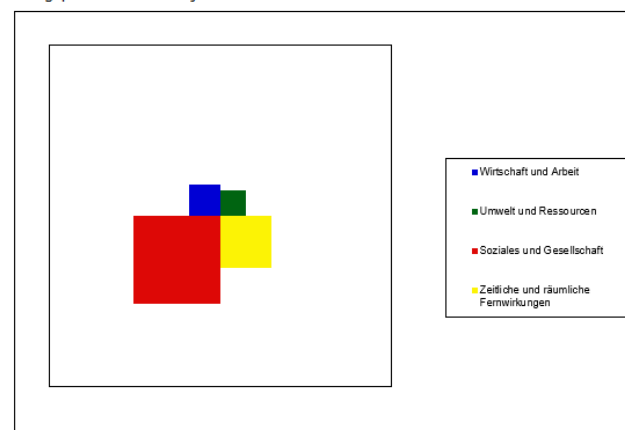 Wirtschaft und Arbeit
Umwelt und Ressourcen
Soziales und Gesellschaft
Zeitliche und räumliche
Fernwirkungen